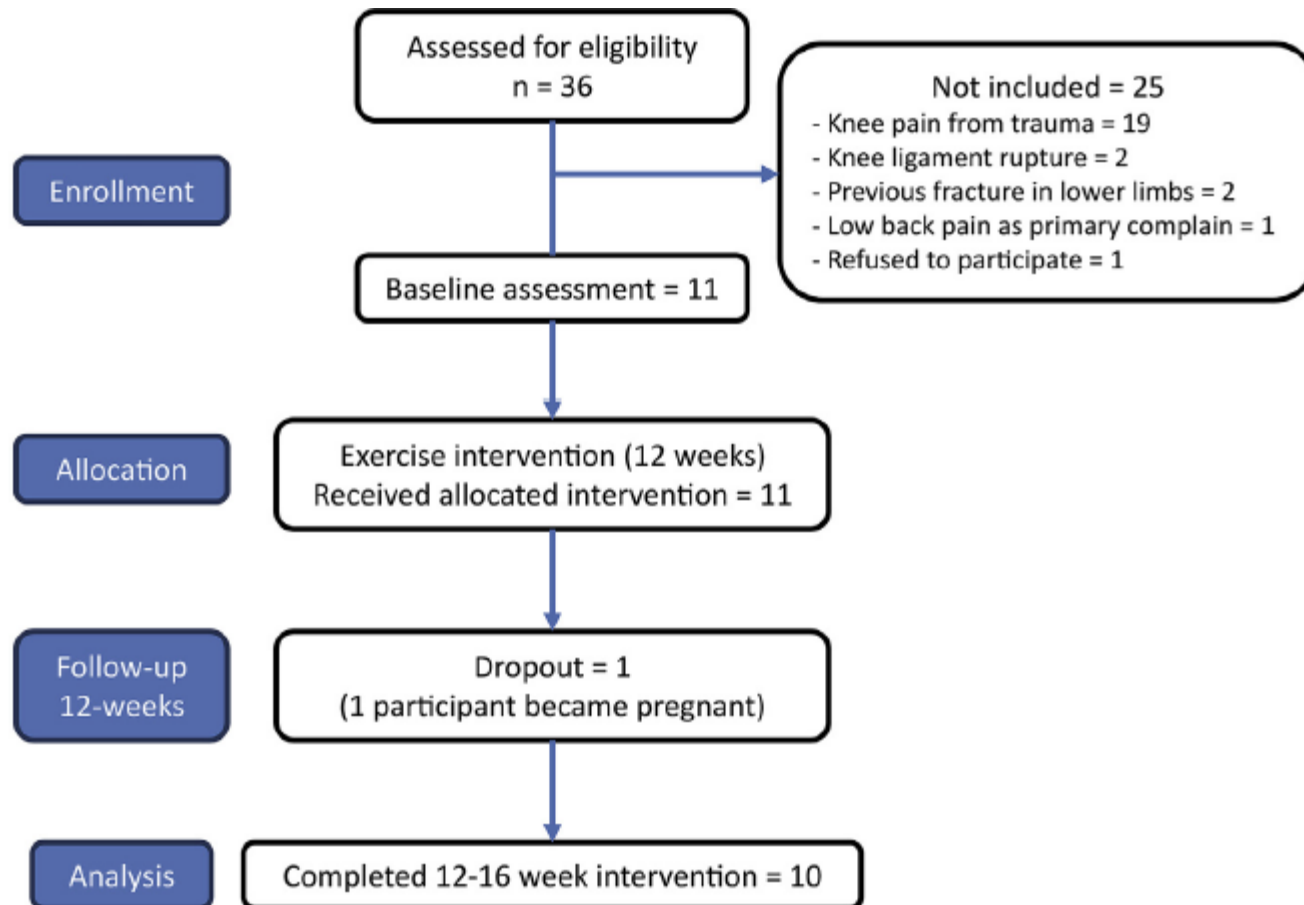 Assessed for eligibility
n = 36
Not included = 25
- Knee pain from trauma = 19
- Knee ligament rupture = 2
- Previous fracture in lower limbs = 2
- Low back pain as primary complain = 1
- Refused to participate = 1
Enrollment
Baseline assessment = 11
Allocation
Exercise intervention (12 weeks)
Received allocated intervention = 11
Follow-up
12-weeks
Dropout = 1
(1 participant became pregnant)
Analysis
Completed 12-16 week intervention = 10